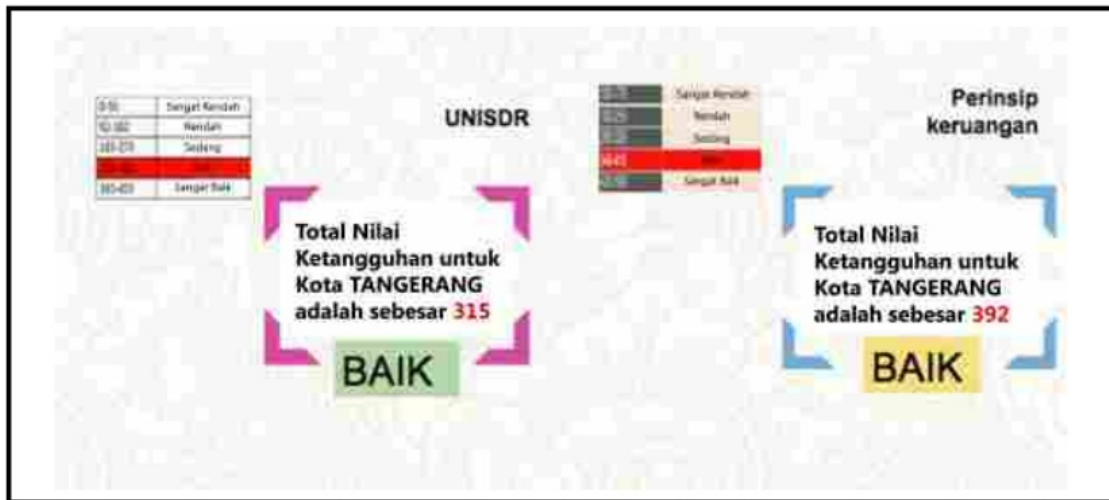 Sangat Rendah
Rendah
Sedang
Sangat Baik
UNISDR
Total Nilai
Ketangguhan untuk
Kota TANGERANG
adalah sebesar 315
BAIK
Sangat Rendah
Rendah
Sedang
Sangat Baik
Perinsip
keruangan
Total Nilai
Ketangguhan untuk
Kota TANGERANG
adalah sebesar 392
BAIK